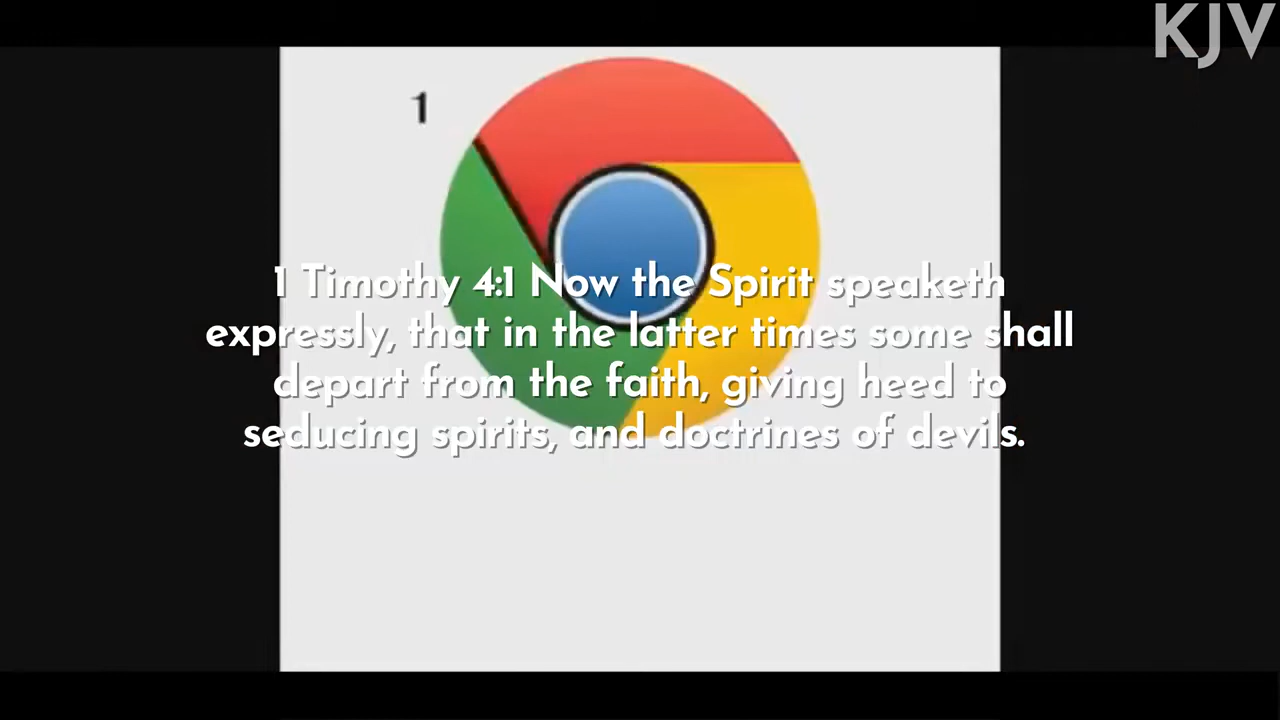 KJV
1
1 Timothy 4:1 Now the Spirit speaketh
expressly, that in the latter times some shall
depart from the faith, giving heed to
seducing spirits, and doctrines of devils.